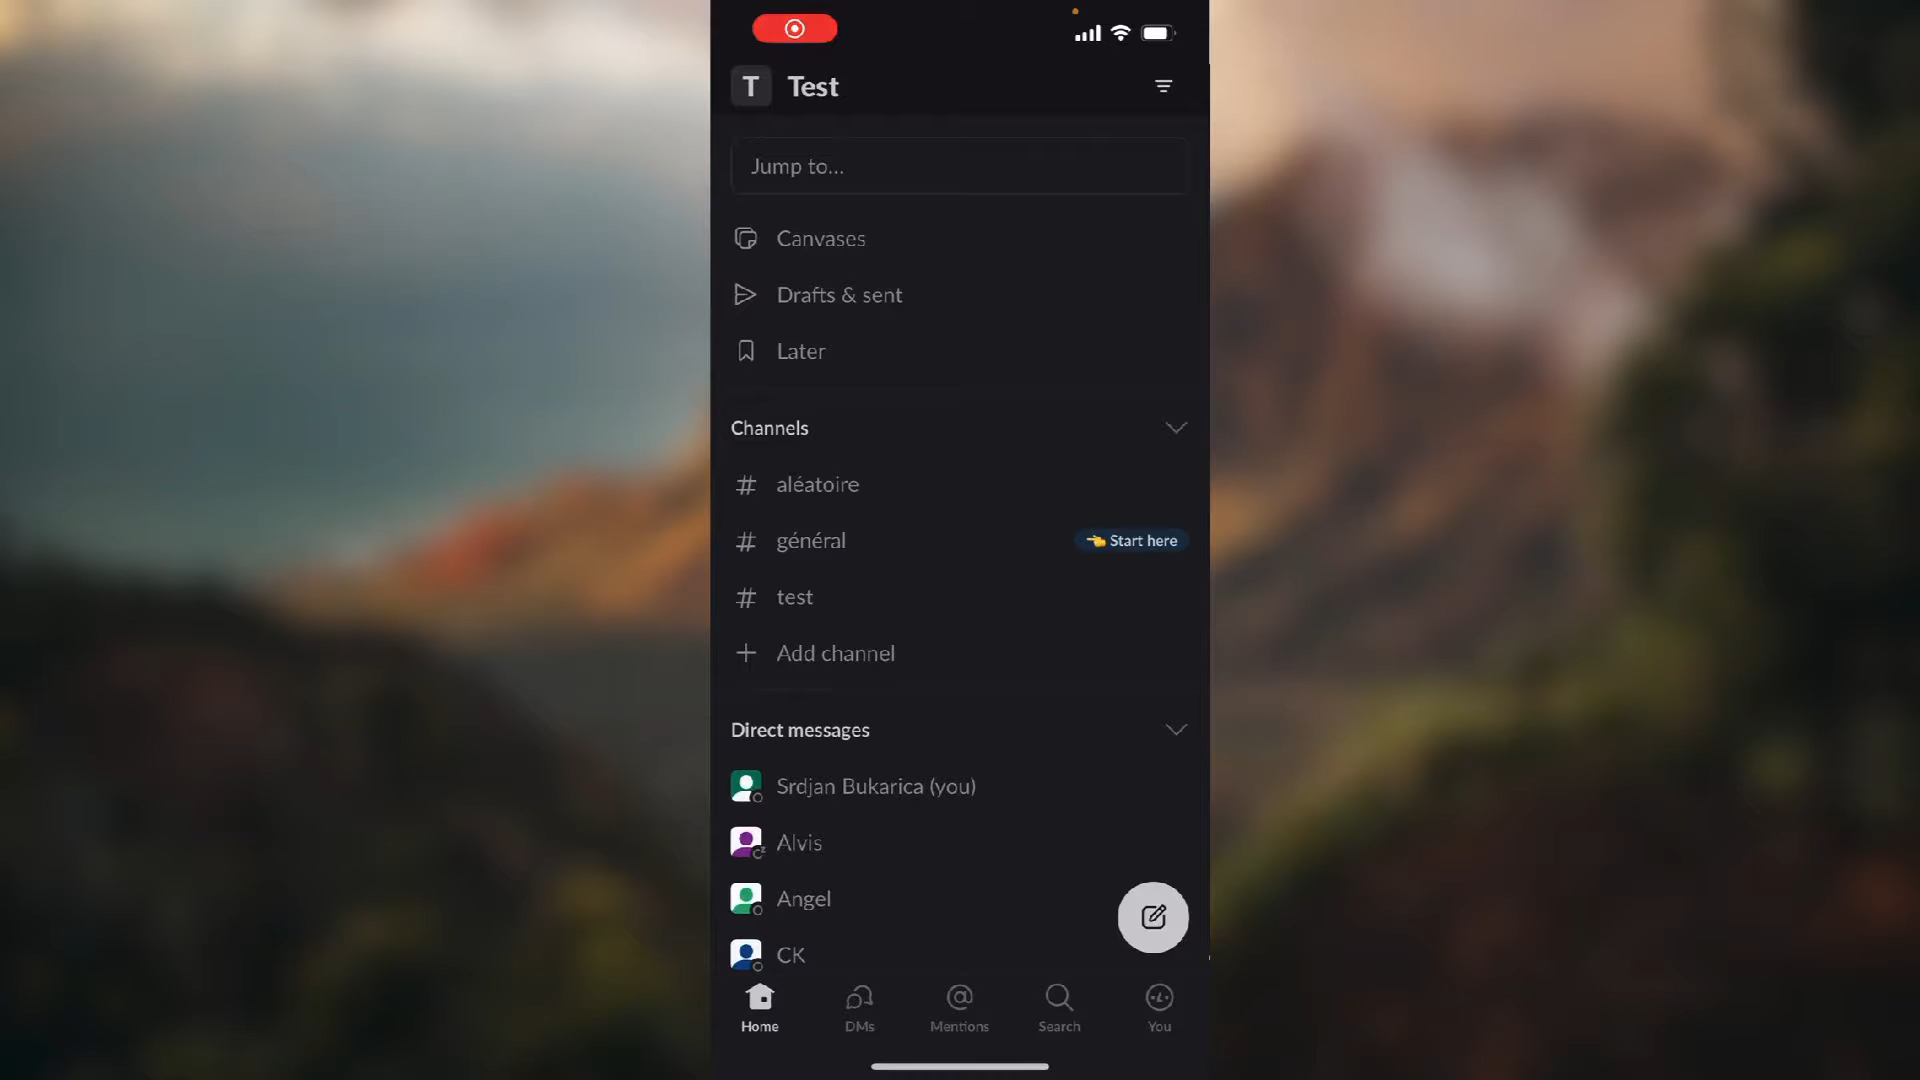 T Test
Jump to...
Canvases
Drafts & sent
Later
Channels
# aléatoire
# général
Start here
# test
+ Add channel
Direct messages
Srdjan Bukarica (you)
Alvis
Angel
CK
Home
DMs
Mentions
Search
You